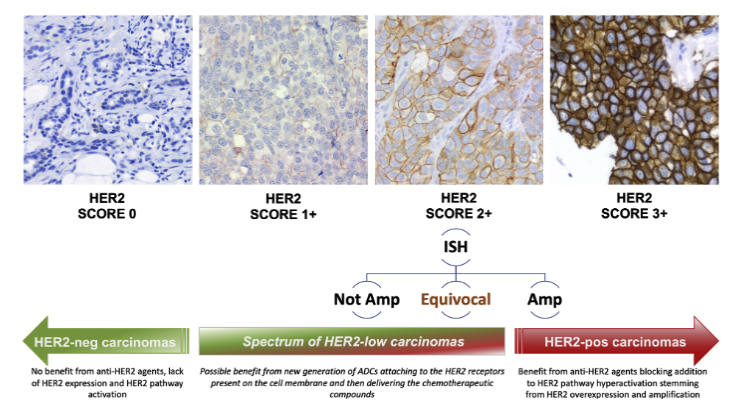 HER2
SCORE 0
HER2
SCORE 1+
HER2
SCORE 2+
HER2
SCORE 3+
ISH
Not Amp
Equivocal
Amp
HER2-neg carcinomas
Spectrum of HER2-low carcinomas
HER2-pos carcinomas
No benefit from anti-HER2 agents, lack
of HER2 expression and HER2 pathway
activation
Possible benefit from new generation of ADCs attaching to the HER2 receptors
present on the cell membrane and then delivering the chemotherapeutic
compounds
Benefit from anti-HER2 agents blocking addition
to HER2 pathway hyperactivation stemming
from HER2 overexpression and amplification